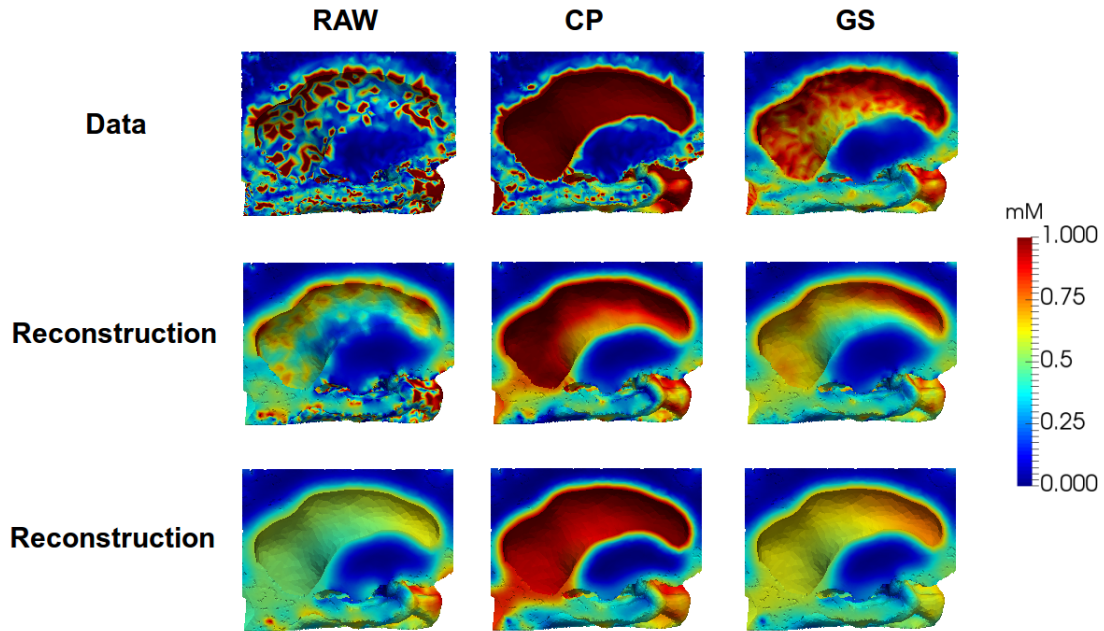 RAW CP GS
Data
mM
1.000
0.75
Reconstruction
0.5
0.25
0.000
Reconstruction